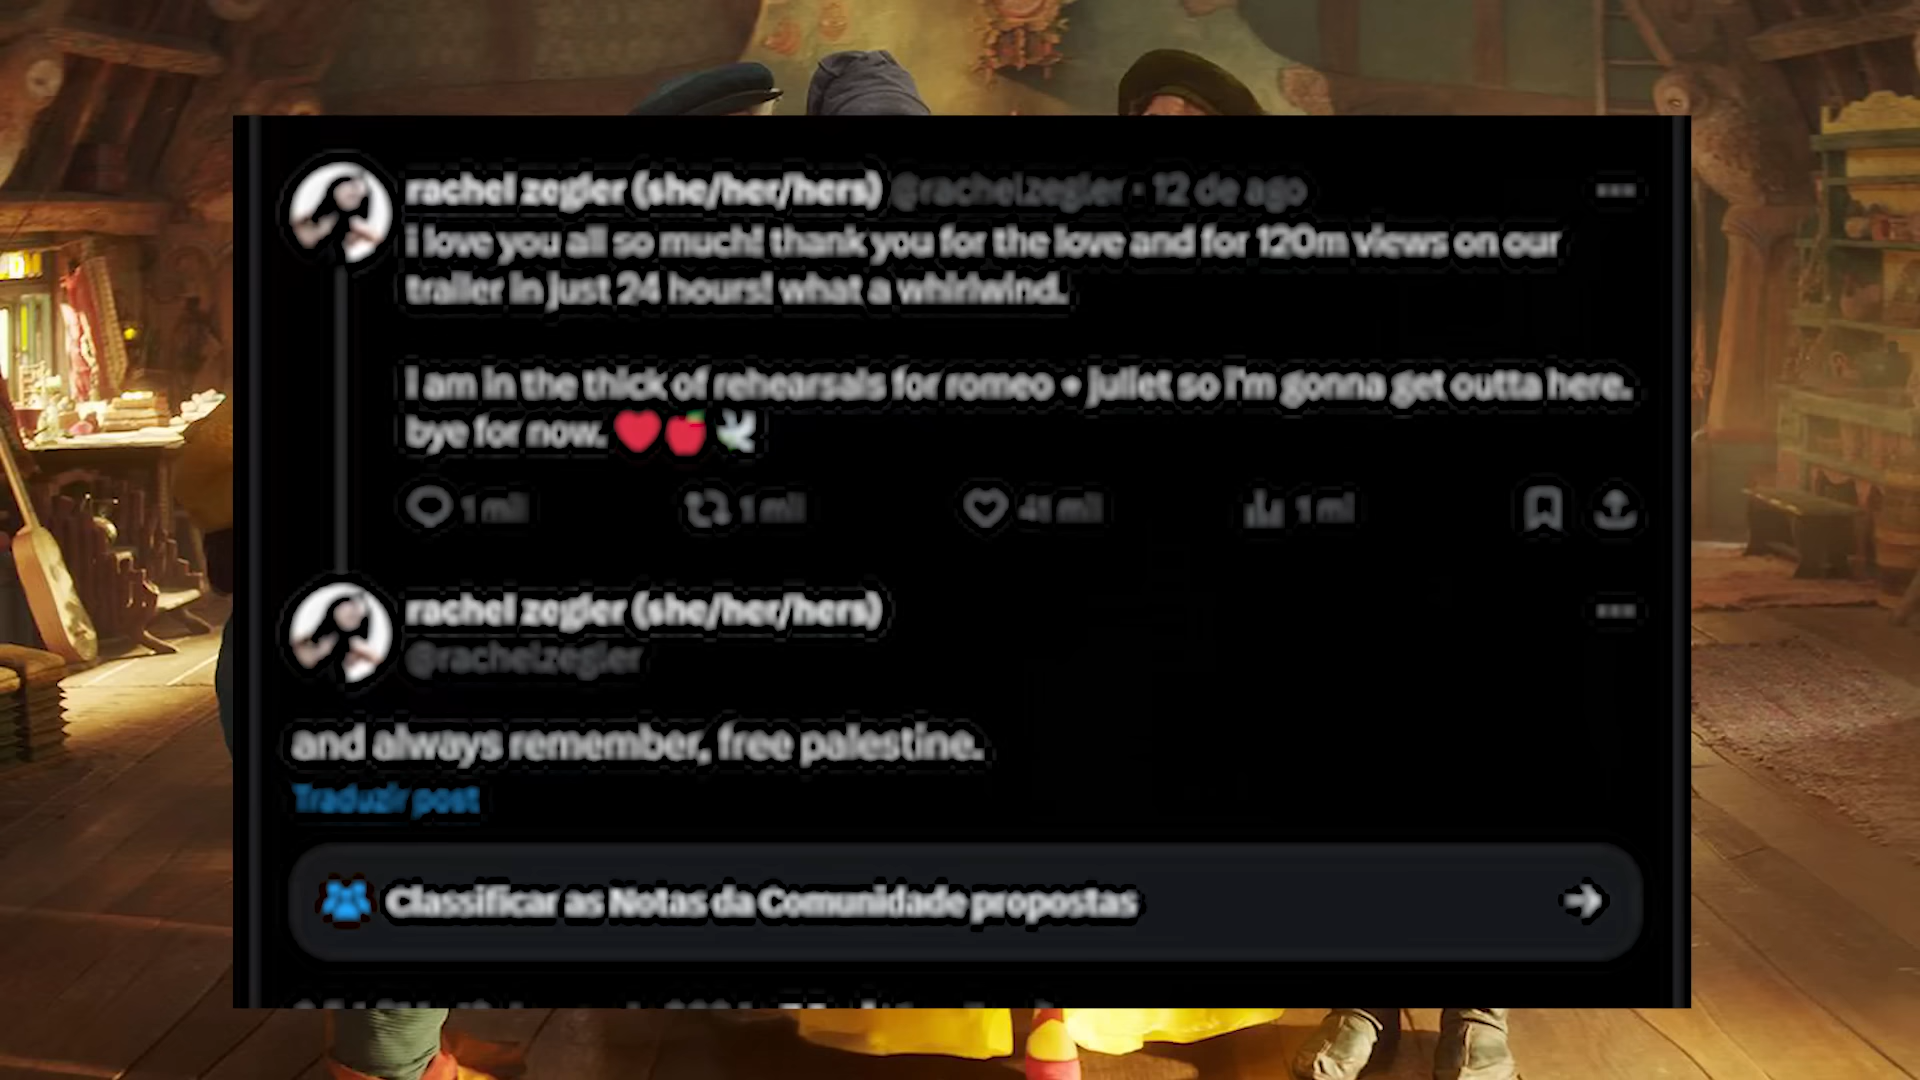 rachel zegler (she/her/hers) @rachelzegler · 12 de ago
i love you all so much! thank you for the love and for 120m views on our
trailer in just 24 hours! what a whirlwind.
i am in the thick of rehearsals for romeo + juliet so i'm gonna get outta here.
bye for now. ❤️🍎🕊️
1 mil 1 mil 41 mil 1 mi
rachel zegler (she/her/hers)
@rachelzegler
and always remember, free palestine.
Traduzir post
Classificar as Notas da Comunidade propostas